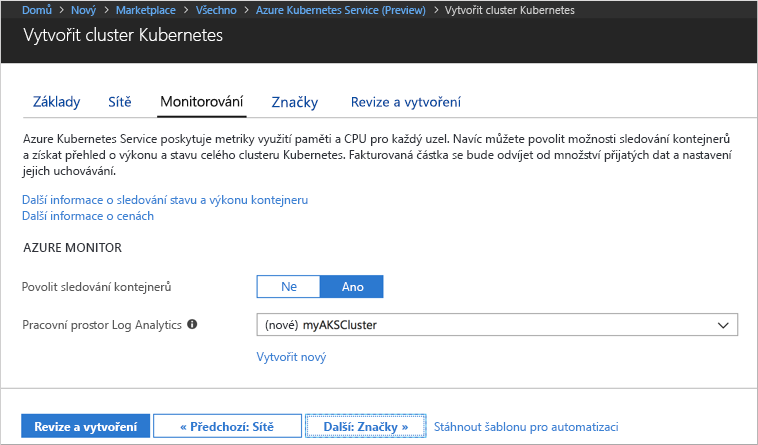 Domů > Nový > Marketplace > Všechno > Azure Kubernetes Service (Preview) > Vytvořit cluster Kubernetes
Vytvořit cluster Kubernetes
Základy Sítě Monitorování Značky Revize a vytvoření
Azure Kubernetes Service poskytuje metriky využití paměti a CPU pro každý uzel. Navíc můžete povolit možnosti sledování kontejnerů
a získat přehled o výkonu a stavu celého clusteru Kubernetes. Fakturovaná částka se bude odvíjet od množství přijatých dat a nastavení
jejich uchovávání.
Další informace o sledování stavu a výkonu kontejneru
Další informace o cenách
AZURE MONITOR
Povolit sledování kontejnerů Ne Ano
Pracovní prostor Log Analytics (nové) myAKSCluster
Vytvořit nový
Revize a vytvoření « Předchozí: Sítě Další: Značky » Stáhnout šablonu pro automatizaci